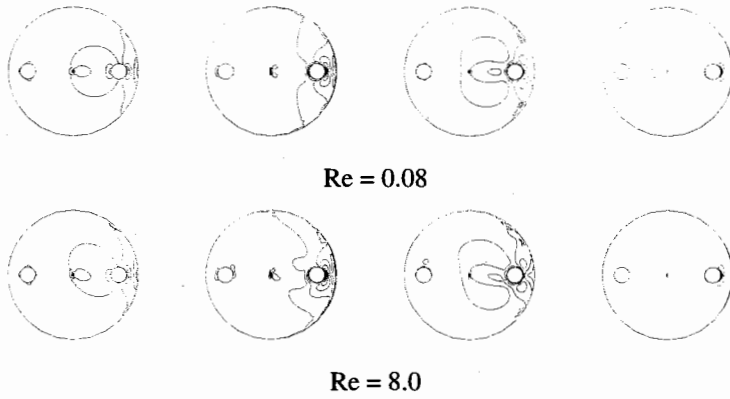 Re = 0.08
Re = 8.0